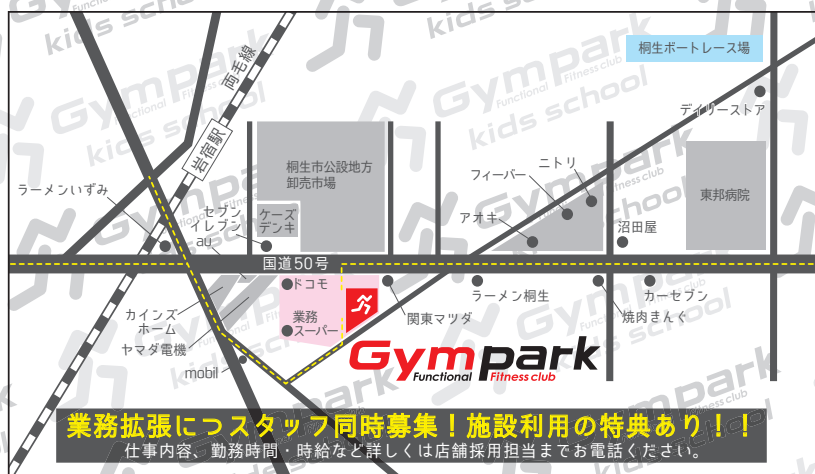 Gympark
Functional Fitness club
kids school
両毛線
岩宿駅
桐生ボートレース場
デイリーストア
桐生市公設地方
卸売市場
ニトリ
フィーバー
アオキ
東邦病院
沼田屋
ラーメンいずみ
セブン
イレブン
ケーズ
デンキ
au
国道50号
ドコモ
業務
スーパー
カインズ
ホーム
ヤマダ電機
mobil
関東マツダ
ラーメン桐生
焼肉きんぐ
カーセブン
Gympark
Functional Fitness club
業務拡張につスタッフ同時募集！施設利用の特典あり！！
仕事内容、勤務時間・時給など詳しくは店舗採用担当までお電話ください。